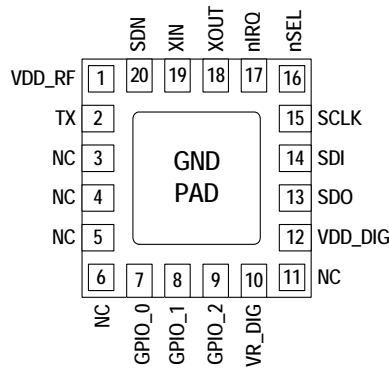 SDN XIN XOUT nIRQ nSEL
VDD_RF 1 20 19 18 17 16
TX 2 15 SCLK
NC 3 GND 14 SDI
NC 4 PAD 13 SDO
NC 5 12 VDD_DIG
6 7 8 9 10 11 NC
NC GPIO_0 GPIO_1 GPIO_2 VR_DIG